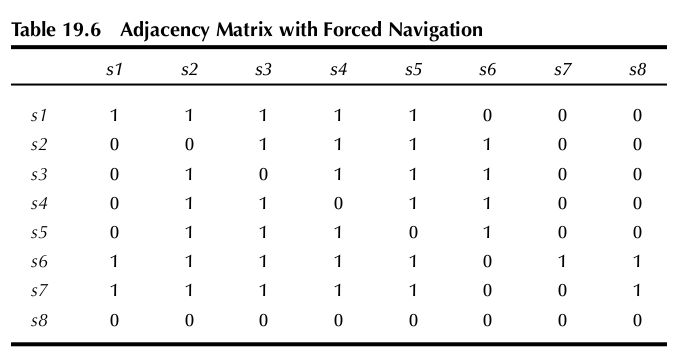 Table 19.6 Adjacency Matrix with Forced Navigation
s1 s2 s3 s4 s5 s6 s7 s8
s1 1 1 1 1 1 0 0 0
s2 0 0 1 1 1 1 0 0
s3 0 1 0 1 1 1 0 0
s4 0 1 1 0 1 1 0 0
s5 0 1 1 1 0 1 0 0
s6 1 1 1 1 1 0 1 1
s7 1 1 1 1 1 0 0 1
s8 0 0 0 0 0 0 0 0